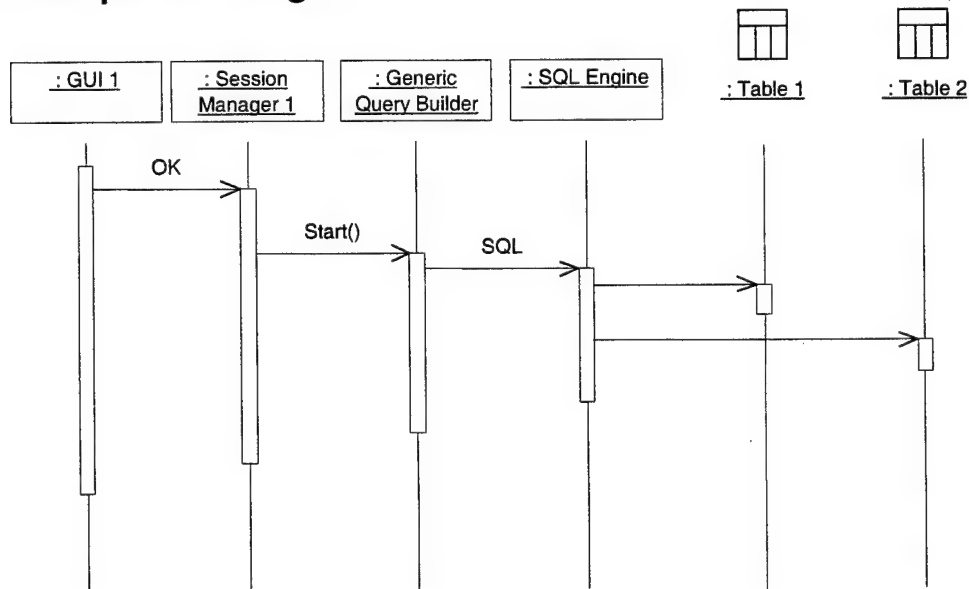 : GUI 1
: Session
Manager 1
: Generic
Query Builder
: SQL Engine
: Table 1
: Table 2
OK
Start()
SQL